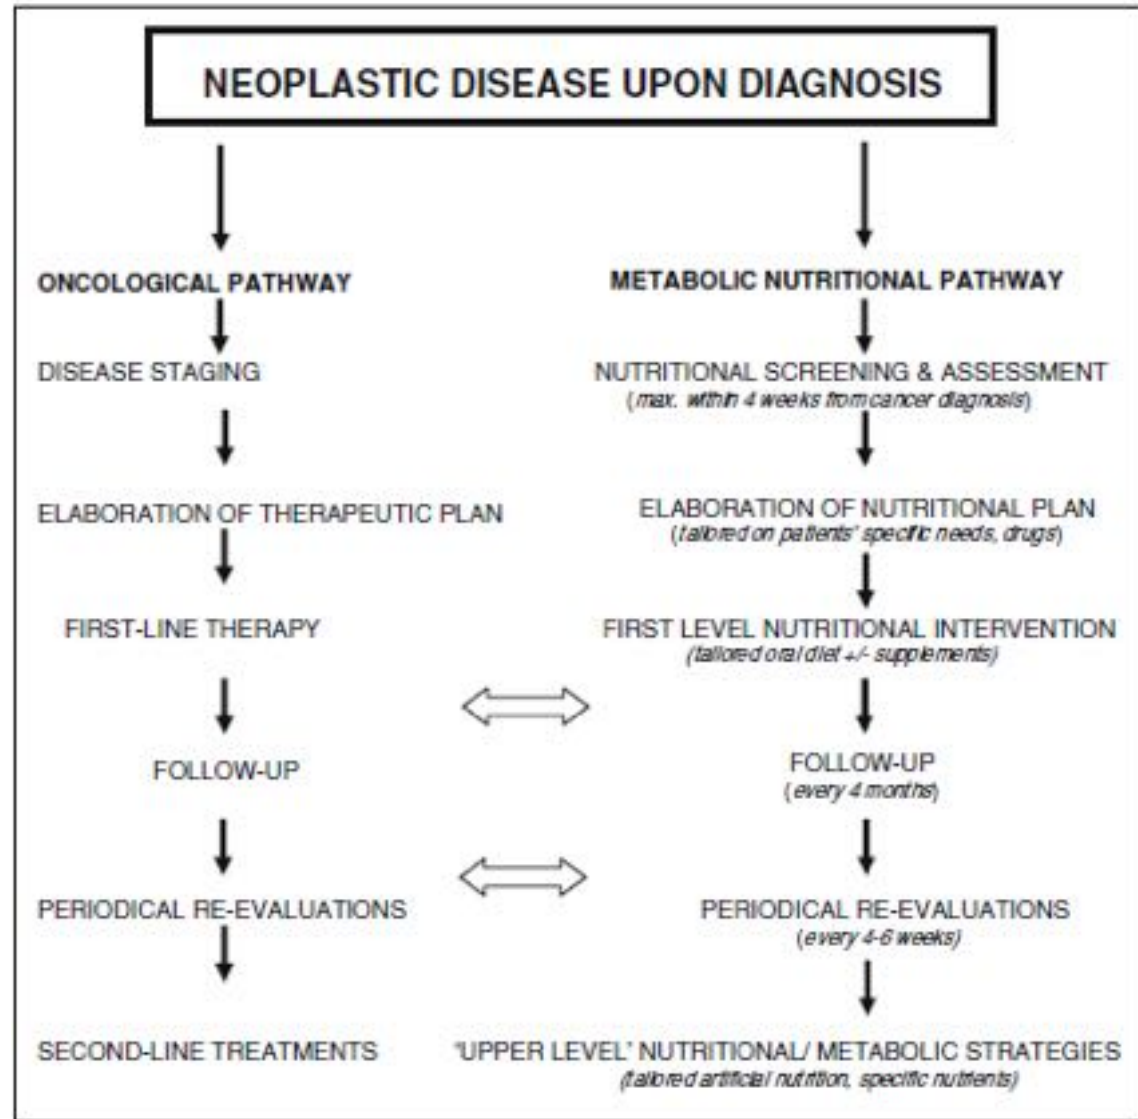 NEOPLASTIC DISEASE UPON DIAGNOSIS
ONCOLOGICAL PATHWAY
METABOLIC NUTRITIONAL PATHWAY
DISEASE STAGING
NUTRITIONAL SCREENING & ASSESSMENT
(max. within 4 weeks from cancer diagnosis)
ELABORATION OF THERAPEUTIC PLAN
ELABORATION OF NUTRITIONAL PLAN
(tailored on patients' specific needs, drugs)
FIRST-LINE THERAPY
FIRST LEVEL NUTRITIONAL INTERVENTION
(tailored oral diet +/- supplements)
FOLLOW-UP
FOLLOW-UP
(every 4 months)
PERIODICAL RE-EVALUATIONS
PERIODICAL RE-EVALUATIONS
(every 4-6 weeks)
SECOND-LINE TREATMENTS
"UPPER LEVEL" NUTRITIONAL/ METABOLIC STRATEGIES
(tailored artificial nutrition, specific nutrients)